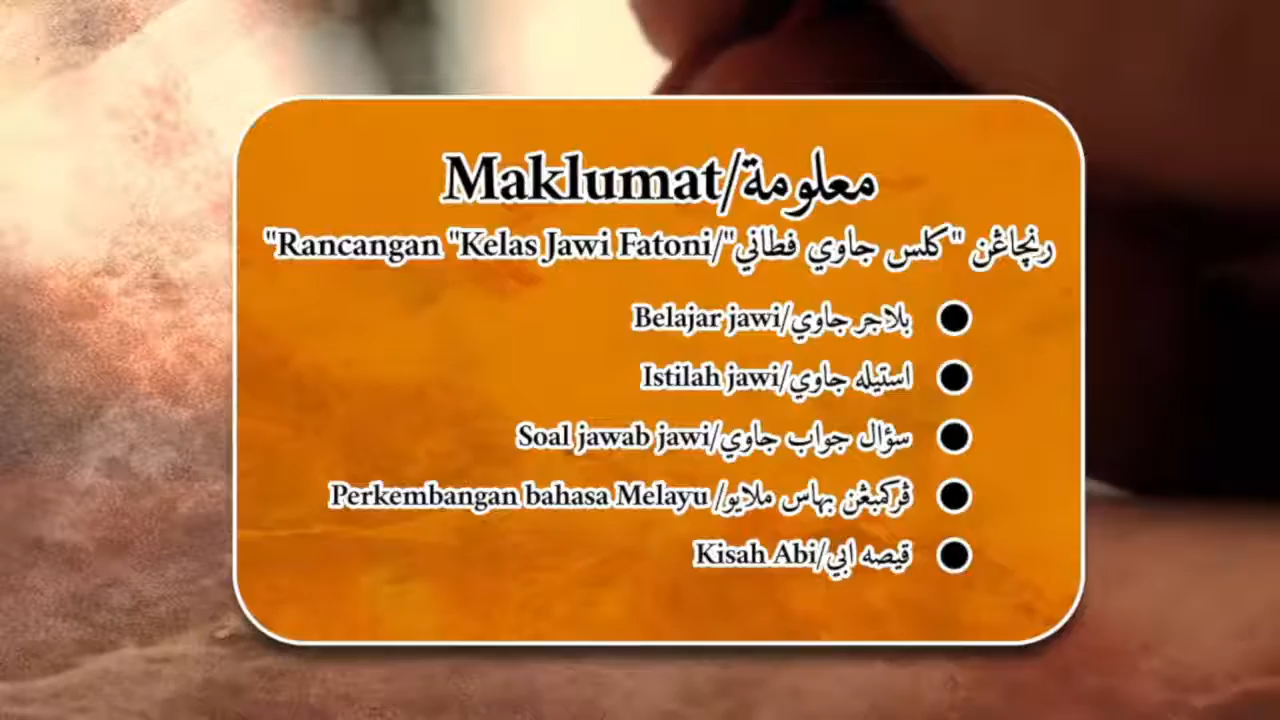 معلومة/Maklumat
رنچاڠن "كلس جاوي فطاني"/Rancangan "Kelas Jawi Fatoni"
بلاجر جاوي/Belajar jawi
استيله جاوي/Istilah jawi
سؤال جواب جاوي/Soal jawab jawi
ڤركمبڠن بهاس ملايو/ Perkembangan bahasa Melayu
قيصه ابي/Kisah Abi